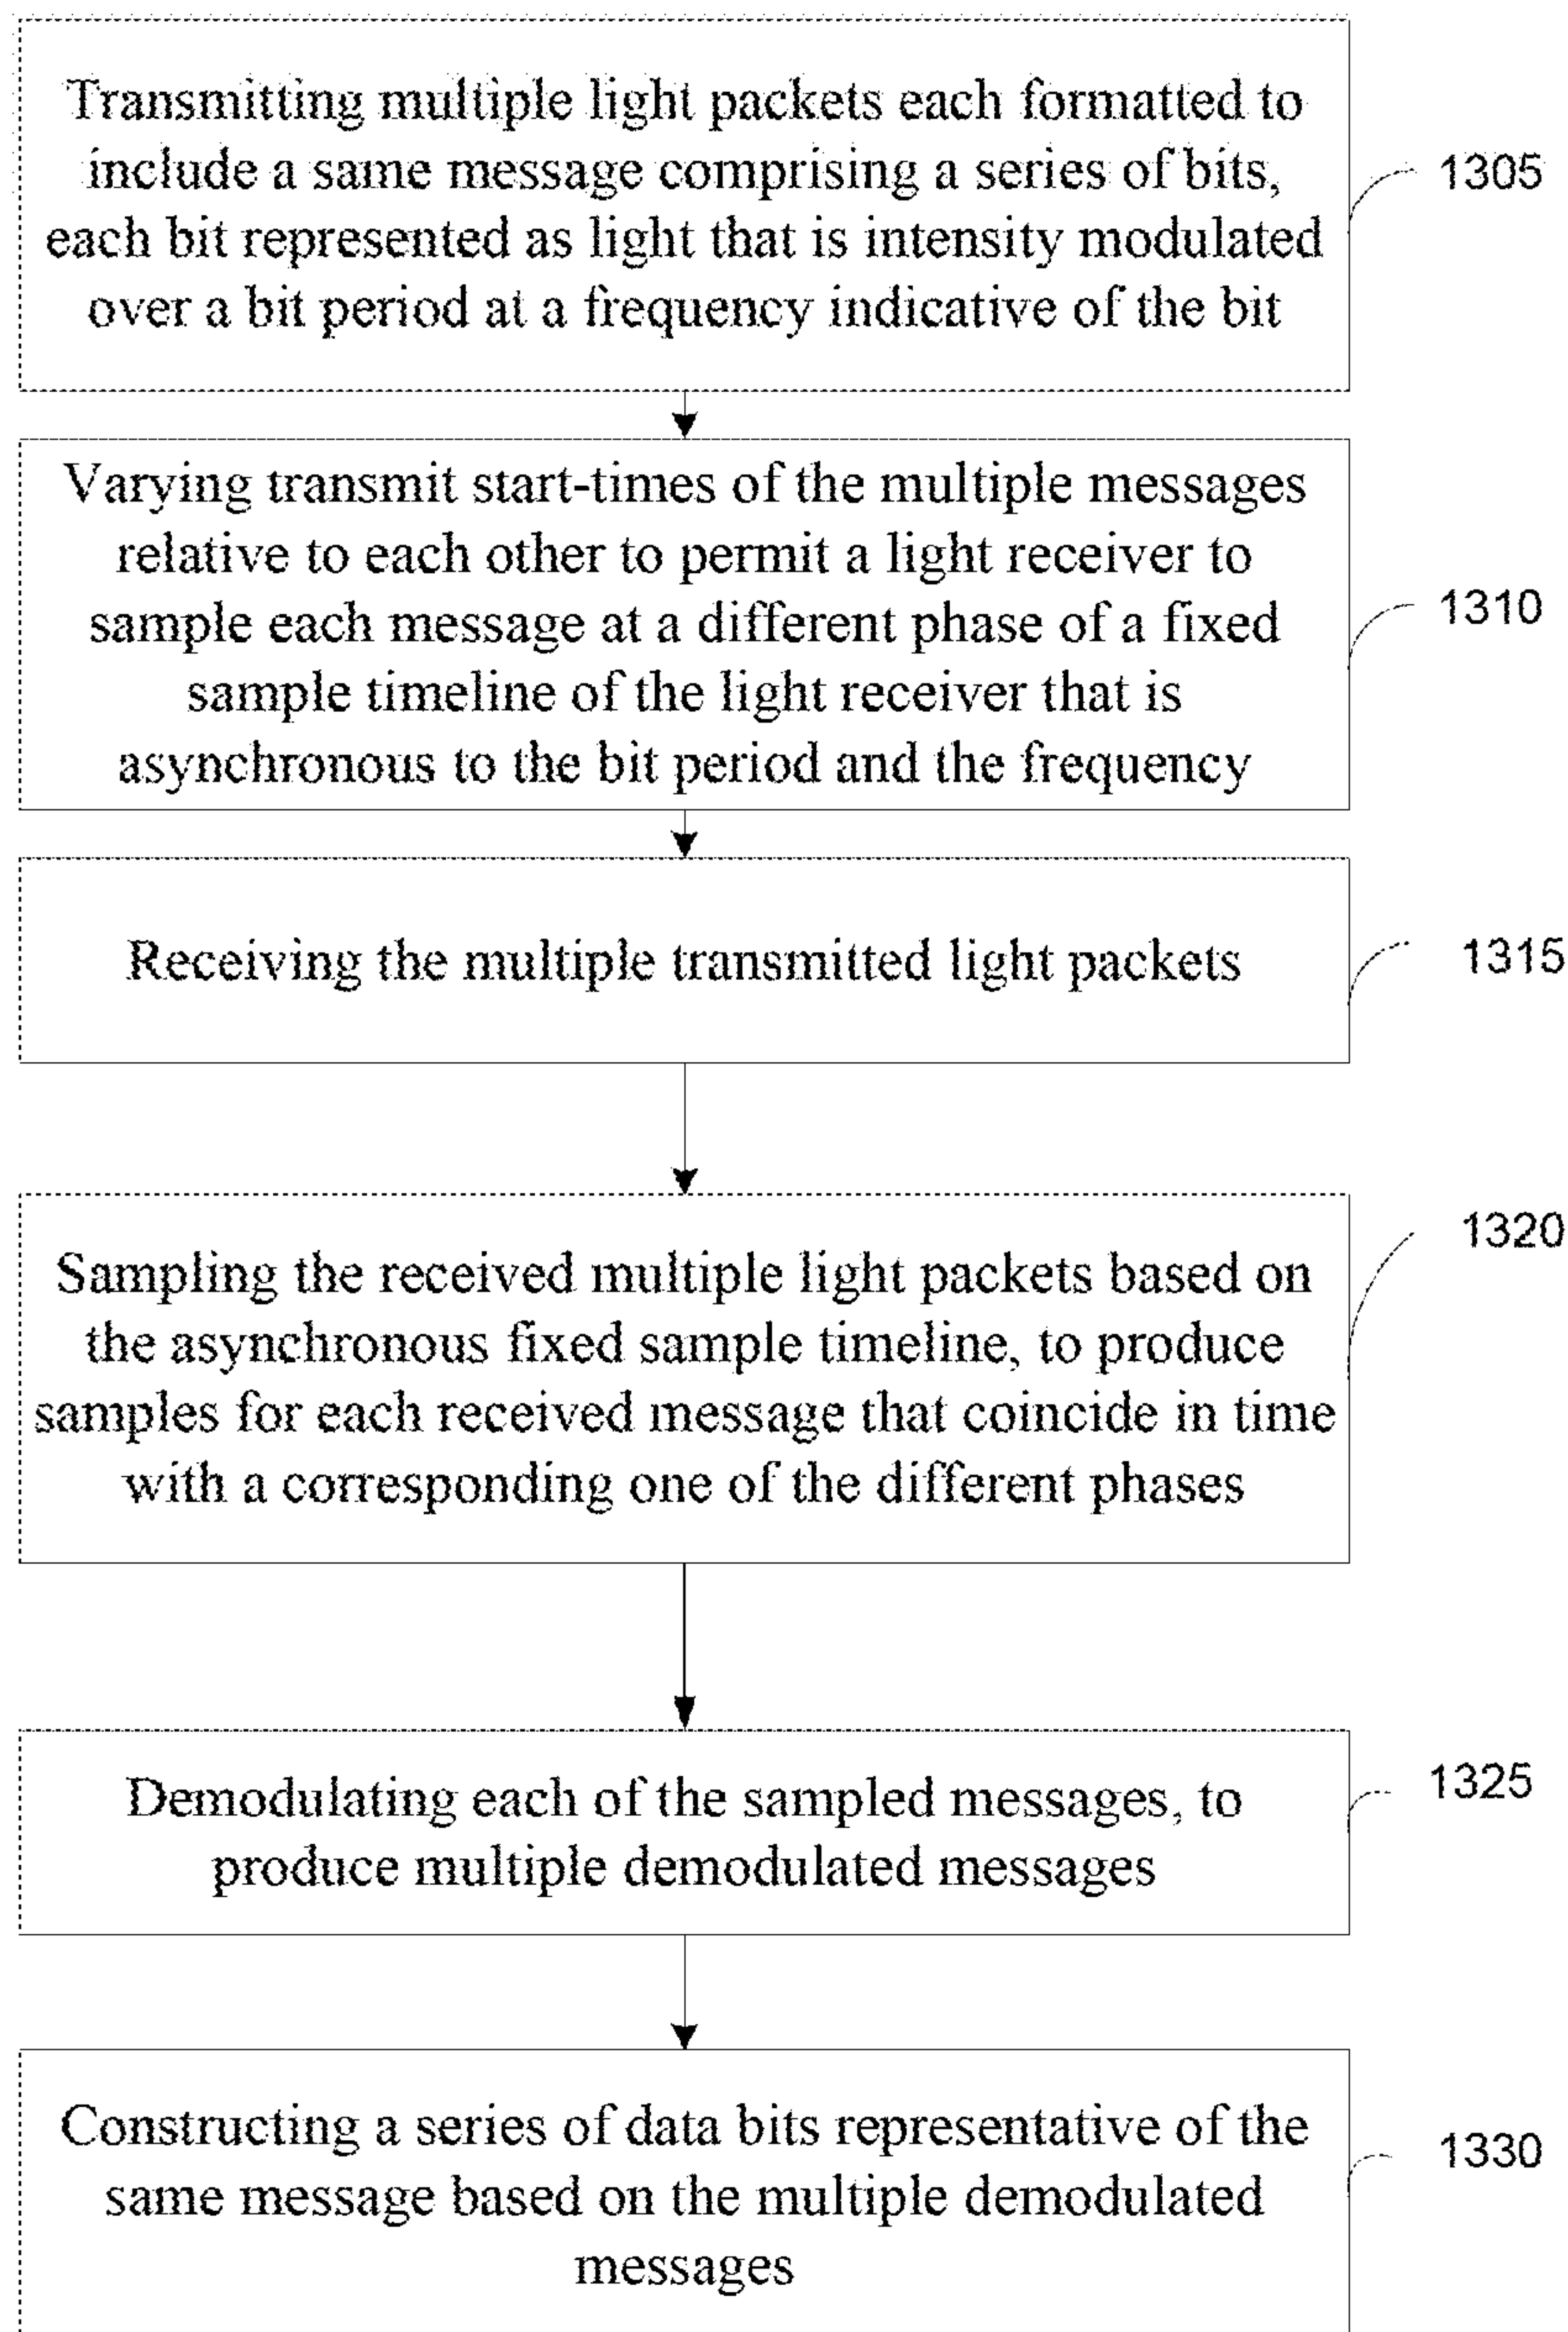 Transmitting multiple light packets each formatted to
include a same message comprising a series of bits,
each bit represented as light that is intensity modulated
over a bit period at a frequency indicative of the bit
1305
Varying transmit start-times of the multiple messages
relative to each other to permit a light receiver to
sample each message at a different phase of a fixed
sample timeline of the light receiver that is
asynchronous to the bit period and the frequency
1310
Receiving the multiple transmitted light packets
1315
Sampling the received multiple light packets based on
the asynchronous fixed sample timeline, to produce
samples for each received message that coincide in time
with a corresponding one of the different phases
1320
Demodulating each of the sampled messages, to
produce multiple demodulated messages
1325
Constructing a series of data bits representative of the
same message based on the multiple demodulated
messages
1330